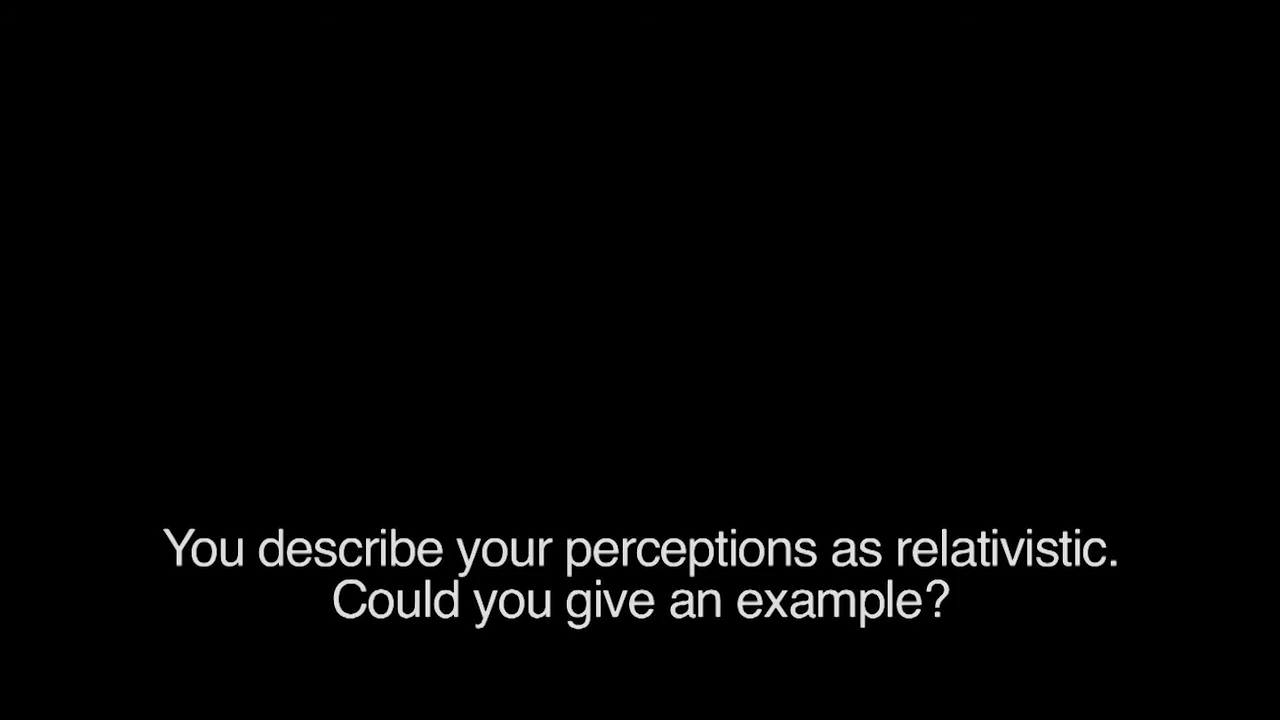 You describe your perceptions as relativistic.
Could you give an example?